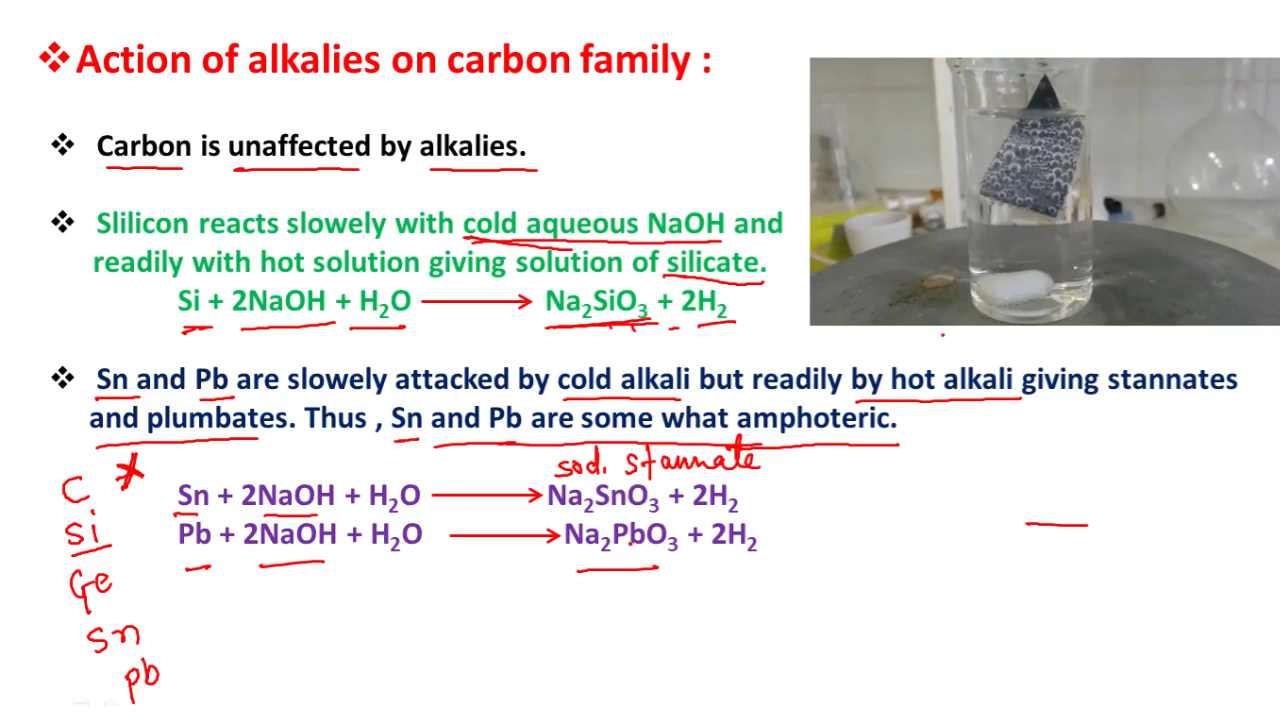 ❖ Action of alkalies on carbon family :
❖ Carbon is unaffected by alkalies.
❖ Slilicon reacts slowely with cold aqueous NaOH and
readily with hot solution giving solution of silicate.
Si + 2NaOH + H₂O ⟶ Na₂SiO₃ + 2H₂
❖ Sn and Pb are slowely attacked by cold alkali but readily by hot alkali giving stannates
and plumbates. Thus , Sn and Pb are some what amphoteric.
sod. stannate
Sn + 2NaOH + H₂O ⟶ Na₂SnO₃ + 2H₂
Pb + 2NaOH + H₂O ⟶ Na₂PbO₃ + 2H₂
C
Si
Ge
Sn
pb